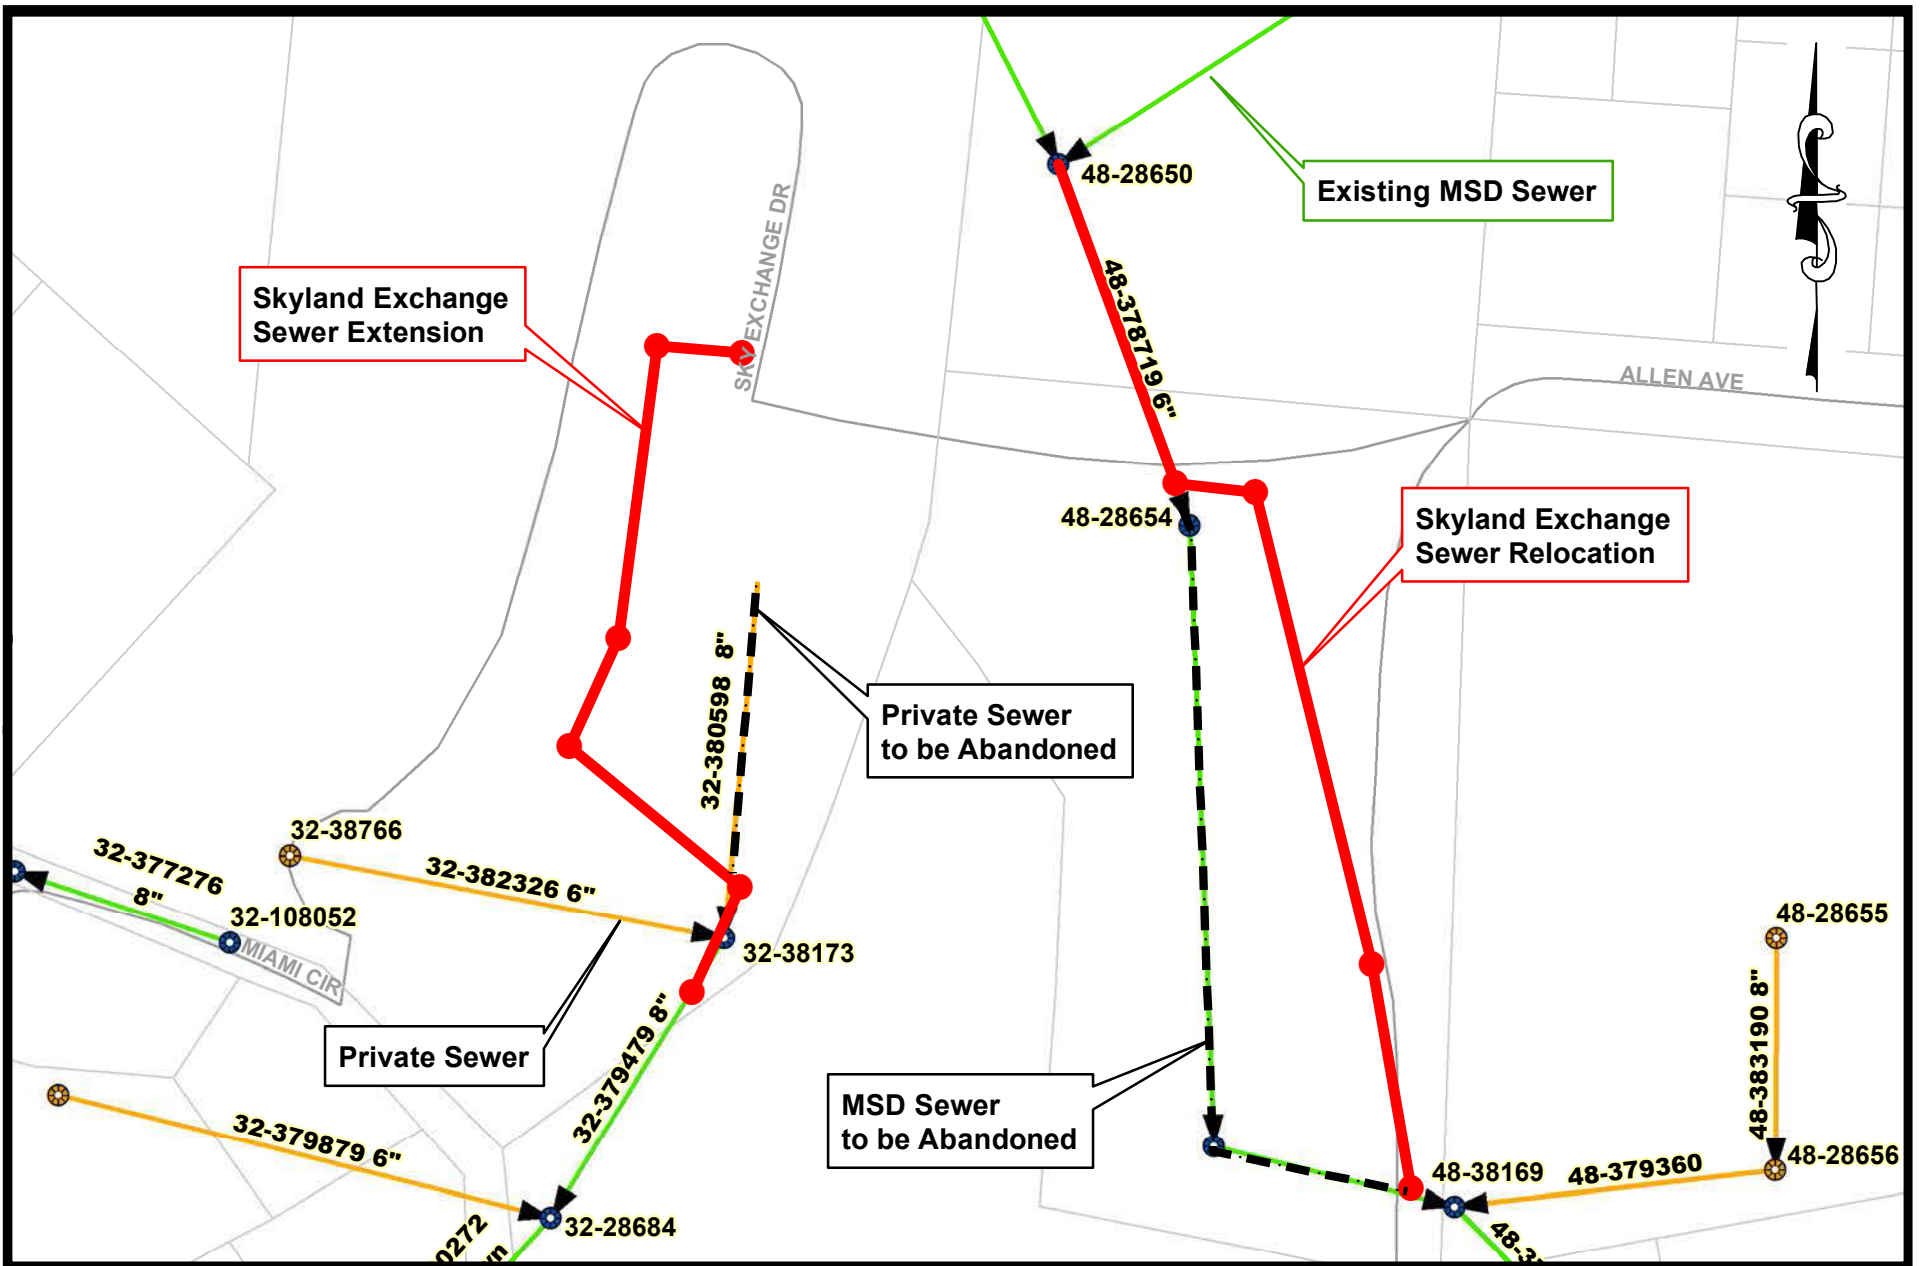 48-28650
Existing MSD Sewer
SKY EXCHANGE DR
Skyland Exchange
Sewer Extension
48-378719 6"
ALLEN AVE
48-28654
Skyland Exchange
Sewer Relocation
32-380598 8"
Private Sewer
to be Abandoned
32-38766
32-377276
8"
32-382326 6"
32-108052
MIAMI CIR
32-38173
48-28655
48-383190 8"
Private Sewer
32-379479 8"
MSD Sewer
to be Abandoned
32-379879 6"
48-38169
48-379360
48-28656
32-28684
0272